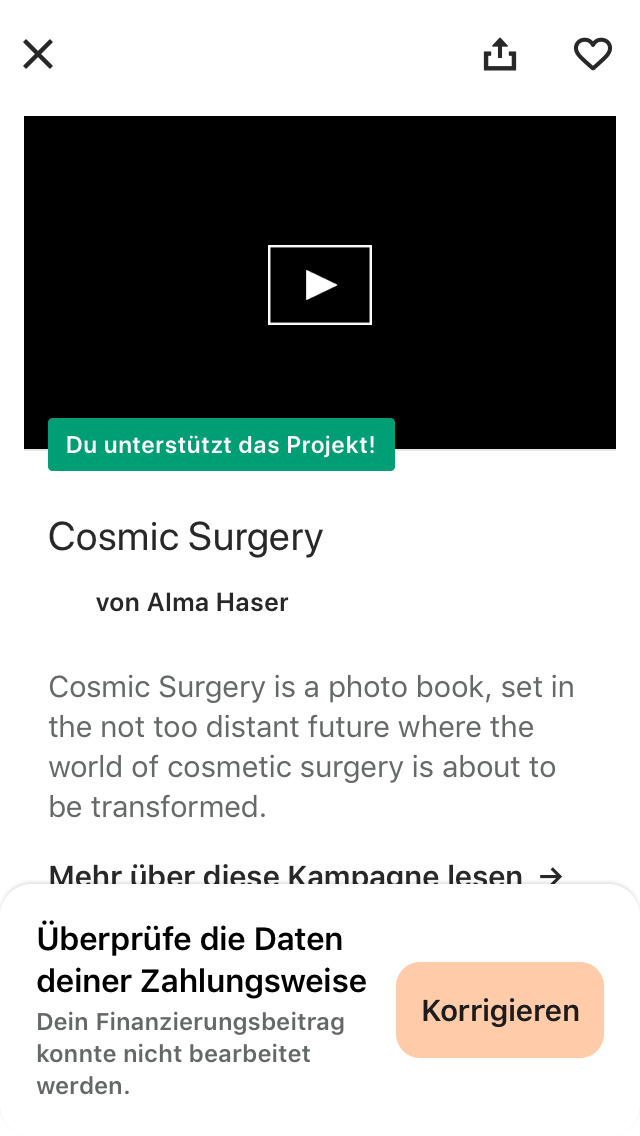 Du unterstützt das Projekt!
Cosmic Surgery
von Alma Haser
Cosmic Surgery is a photo book, set in
the not too distant future where the
world of cosmetic surgery is about to
be transformed.
Mehr über diese Kampagne lesen →
Überprüfe die Daten
deiner Zahlungsweise
Dein Finanzierungsbeitrag
konnte nicht bearbeitet
werden.
Korrigieren